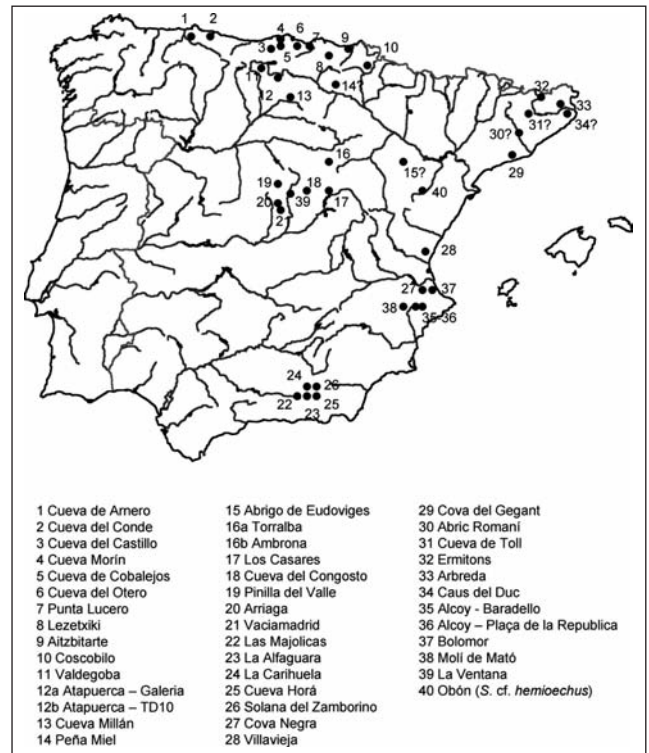 1 2
4 6
3 7 9
5
8 10
11
12 13 14?
32
33
31? 34?
30?
29
16 15?
19 18 40
20 39 17
21
28
27 37
38 35-36
24 26
22 23 25
1 Cueva de Arnero
2 Cueva del Conde
3 Cueva del Castillo
4 Cueva Morín
5 Cueva de Cobalejos
6 Cueva del Otero
7 Punta Lucero
8 Lezetxiki
9 Aitzbitarte
10 Coscobilo
11 Valdegoba
12a Atapuerca – Galería
12b Atapuerca – TD10
13 Cueva Millán
14 Peña Miel
15 Abrigo de Eudoviges
16a Torralba
16b Ambrona
17 Los Casares
18 Cueva del Congosto
19 Pinilla del Valle
20 Arriaga
21 Vaciamadrid
22 Las Majolicas
23 La Alfaguara
24 La Carihuela
25 Cueva Horá
26 Solana del Zamborino
27 Cova Negra
28 Villavieja
29 Cova del Gegant
30 Abric Romaní
31 Cueva de Toll
32 Ermitons
33 Arbreda
34 Caus del Duc
35 Alcoy - Baradello
36 Alcoy – Plaça de la Republica
37 Bolomor
38 Molí de Mató
39 La Ventana
40 Obón (S. cf. hemioechus)